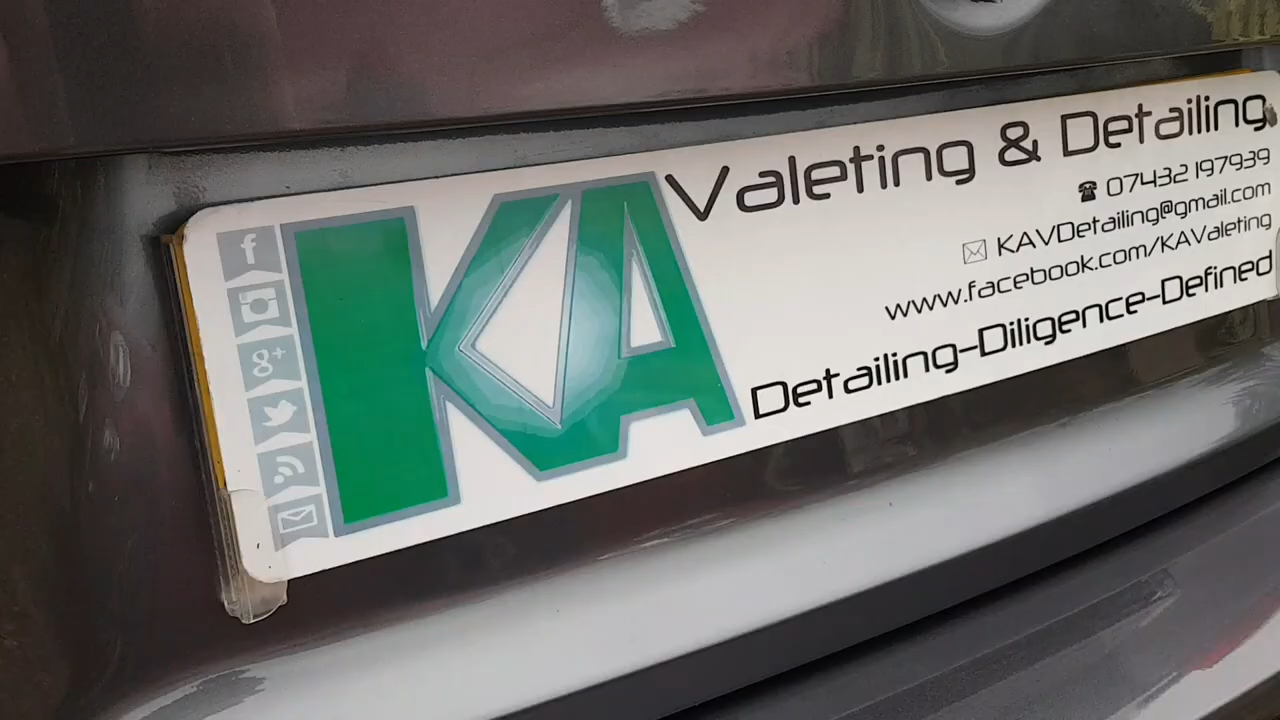 KA Valeting & Detailing
07432 197939
KAVDetailing@gmail.com
www.facebook.com/KAValeting
Detailing-Diligence-Defined
f
g+